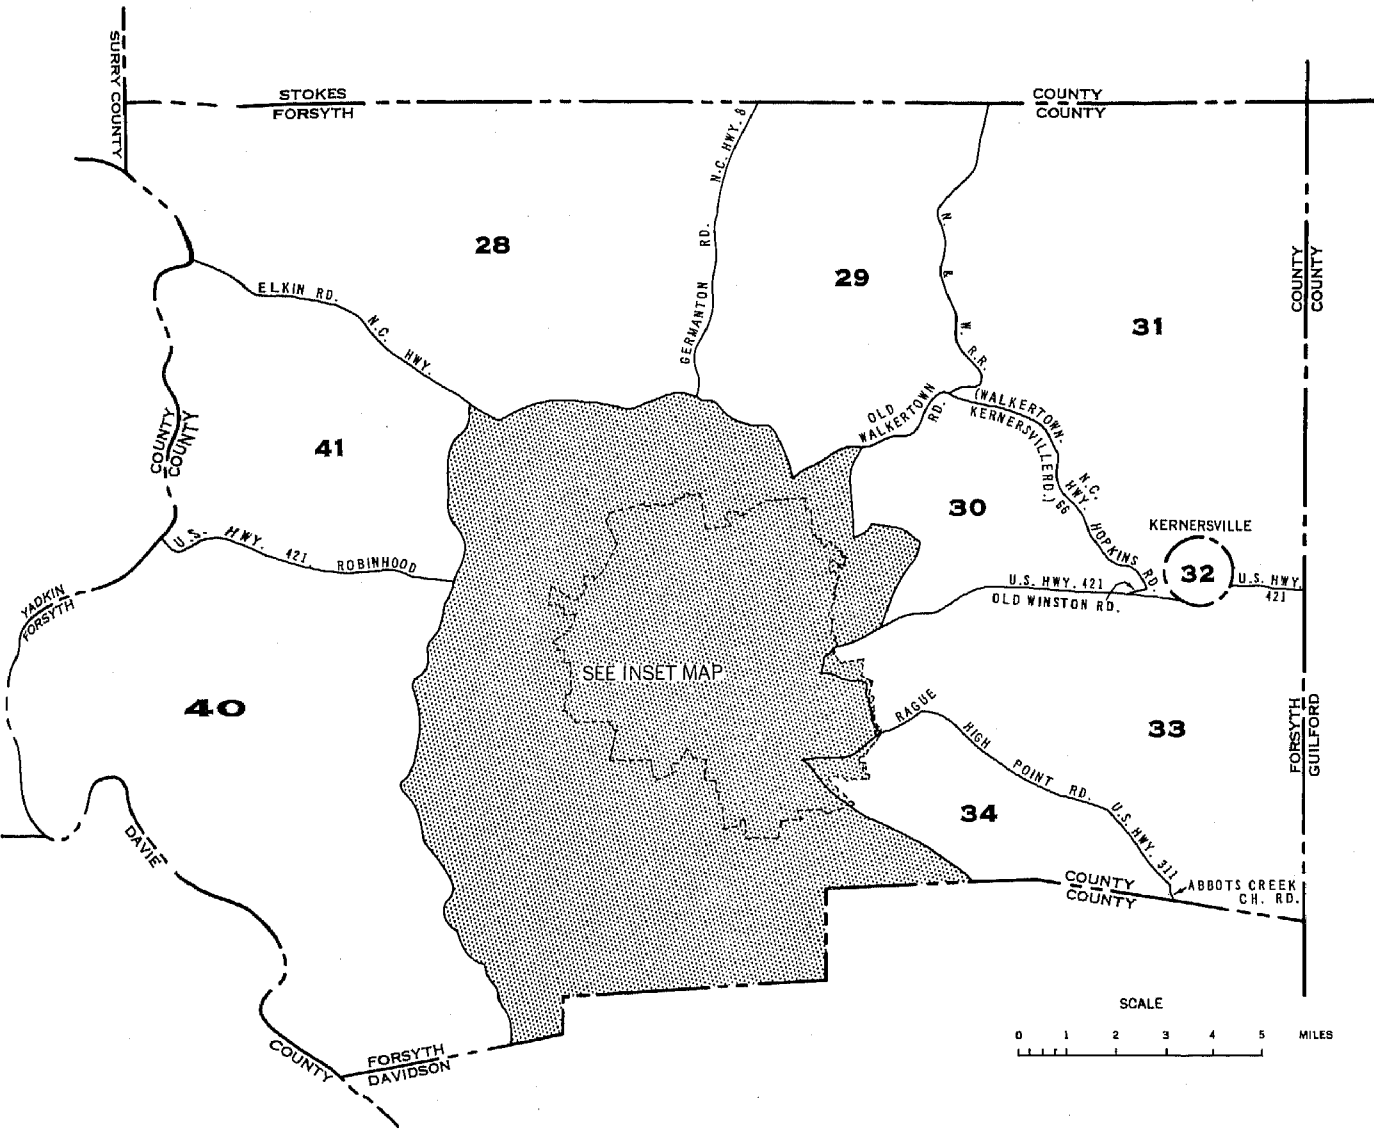 SURRY COUNTY
STOKES
FORSYTH
COUNTY
COUNTY
N.C. HWY. 8
GERMANTON RD.
28
29
N. & W. R.R.
31
COUNTY
COUNTY
ELKIN RD.
N.C. HWY.
COUNTY
COUNTY
41
OLD
WALKERTOWN
RD.
(WALKERTOWN-
KERNERSVILLE RD.) 66
N.C.
HWY.
HOPKINS RD.
30
KERNERSVILLE
32
U.S. HWY. 421, ROBINHOOD
U.S. HWY. 421
OLD WINSTON RD.
U.S. HWY.
421
YADKIN
FORSYTH
SEE INSET MAP
40
RAGUE
HIGH POINT RD. U.S. HWY. 311
33
FORSYTH
GUILFORD
34
DAVIE
COUNTY
COUNTY
COUNTY
ABBOTS CREEK
CH. RD.
FORSYTH
DAVIDSON
SCALE
0 1 2 3 4 5 MILES